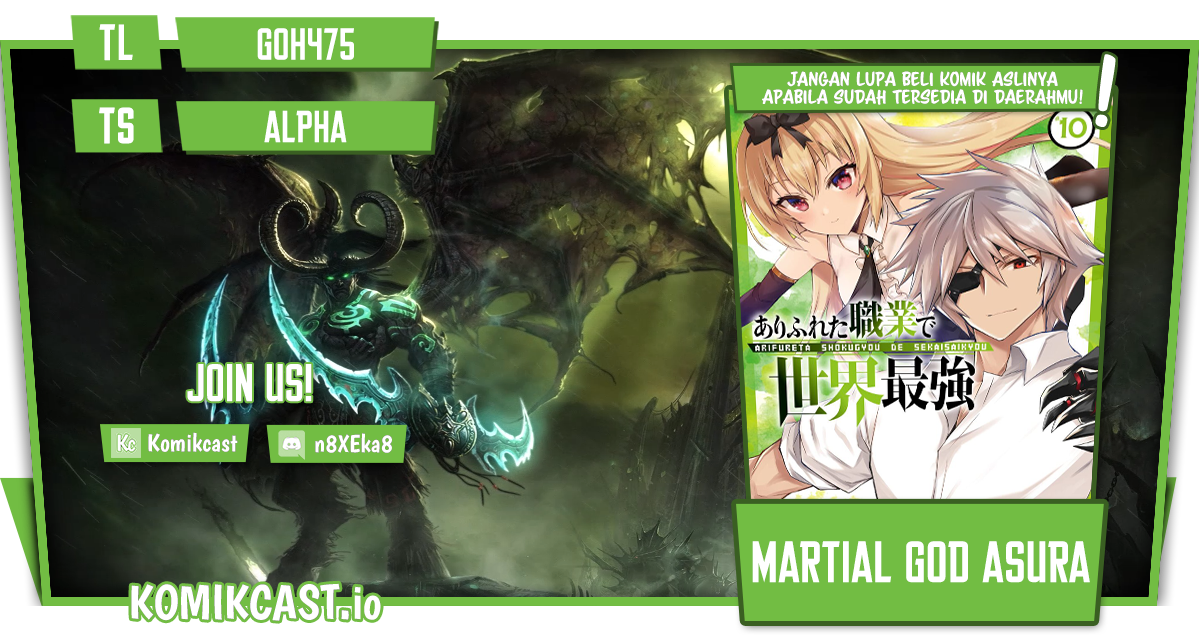 TL
GOH475
TS
ALPHA
JANGAN LUPA BELI KOMIK ASLINYA
APABILA SUDAH TERSEDIA DI DAERAHMU!
10
ありふれた職業で
ARIFURETA SHOKUGYOU DE SEKAISAIKYOU
世界最強
JOIN US!
Kc Komikcast
n8XEka8
MARTIAL GOD ASURA
KOMIKCAST.io